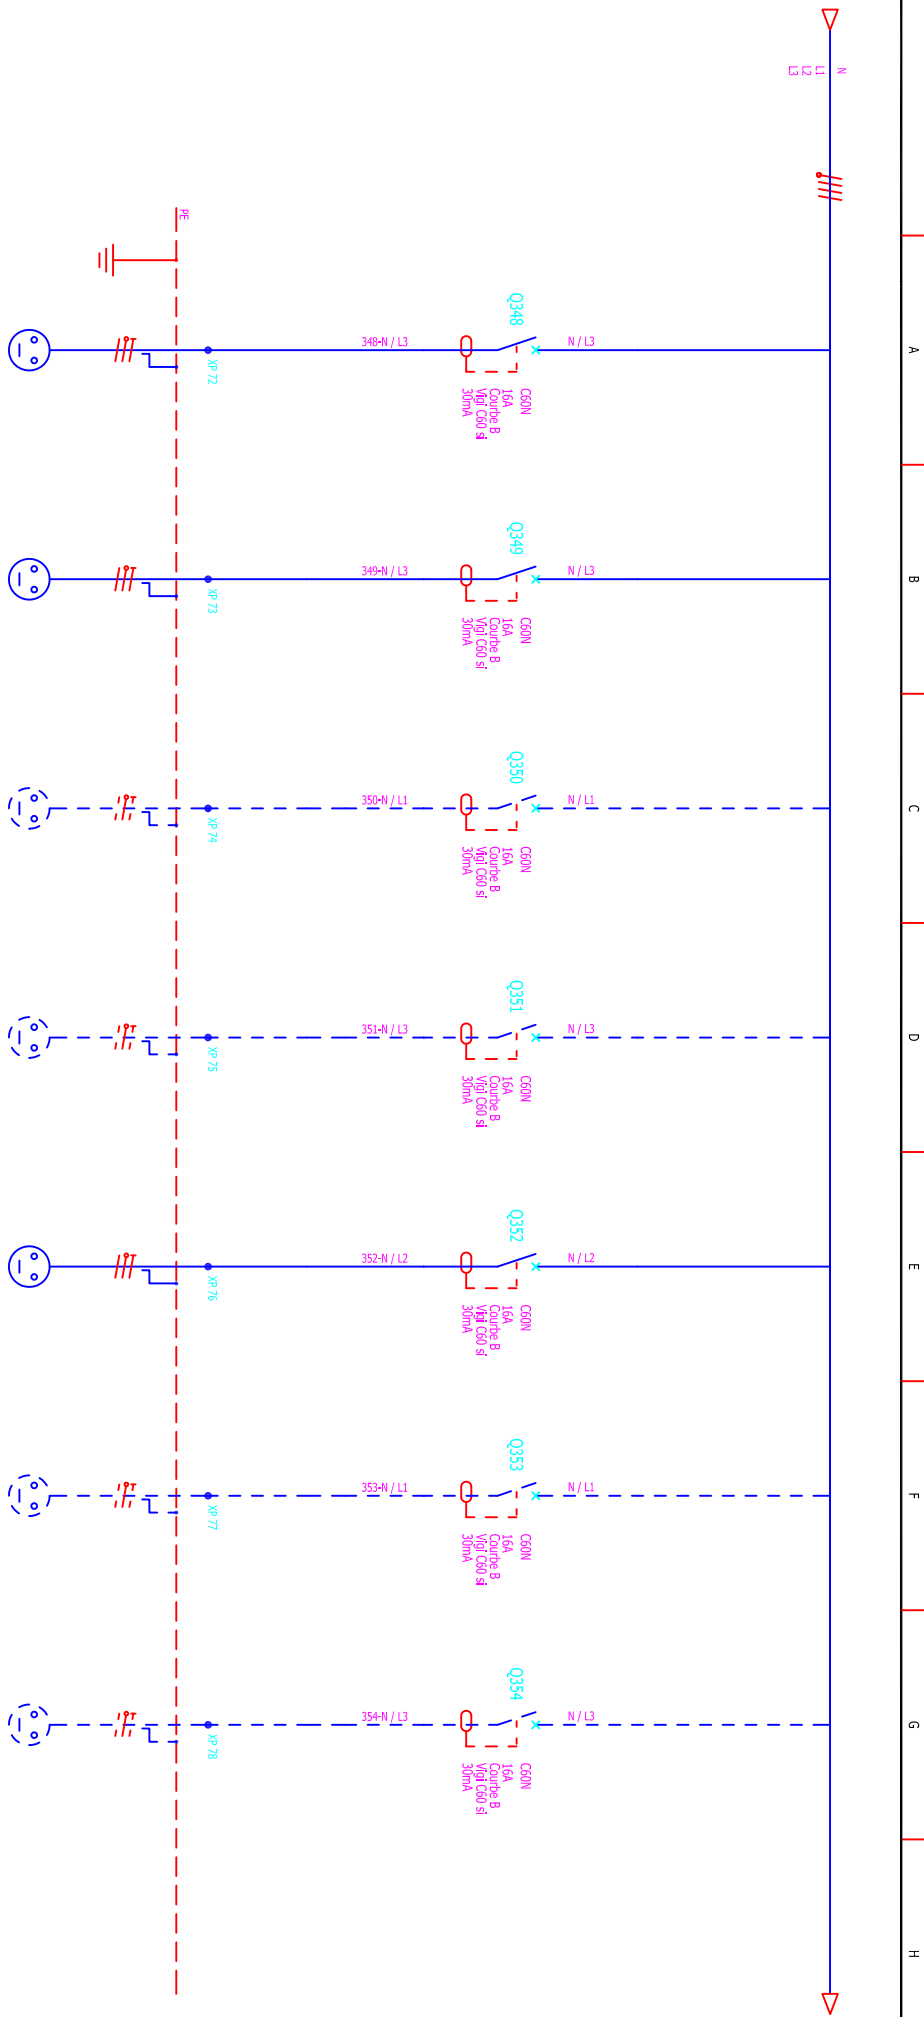 A
B
C
D
E
F
G
H
N
L1
L2
L3
PE
N / L3
Q348
C60N
16A
Courbe B
Vigi C60 si
30mA
348-N / L3
XP 72
N / L3
Q349
C60N
16A
Courbe B
Vigi C60 si
30mA
349-N / L3
XP 73
N / L1
Q350
C60N
16A
Courbe B
Vigi C60 si
30mA
350-N / L1
XP 74
N / L3
Q351
C60N
16A
Courbe B
Vigi C60 si
30mA
351-N / L3
XP 75
N / L2
Q352
C60N
16A
Courbe B
Vigi C60 si
30mA
352-N / L2
XP 76
N / L1
Q353
C60N
16A
Courbe B
Vigi C60 si
30mA
353-N / L1
XP 77
N / L3
Q354
C60N
16A
Courbe B
Vigi C60 si
30mA
354-N / L3
XP 78